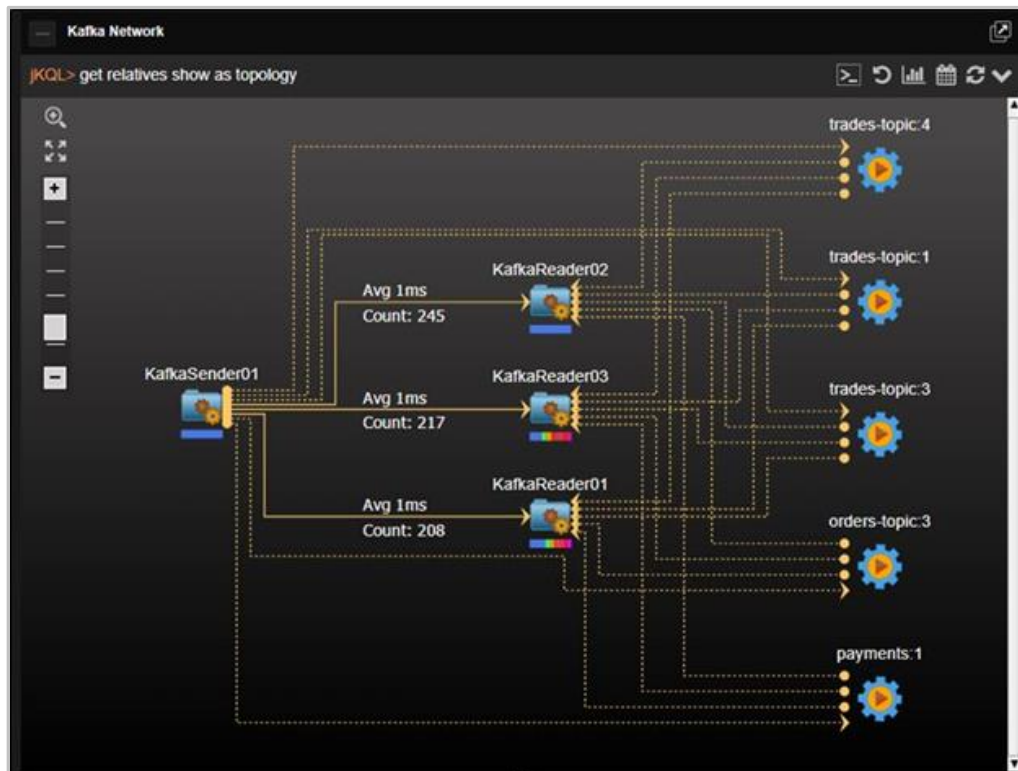 Kafka Network
jKQL> get relatives show as topology
trades-topic:4
trades-topic:1
KafkaReader02
Avg 1ms
Count: 245
KafkaSender01
KafkaReader03
trades-topic:3
Avg 1ms
Count: 217
KafkaReader01
Avg 1ms
Count: 208
orders-topic:3
payments:1